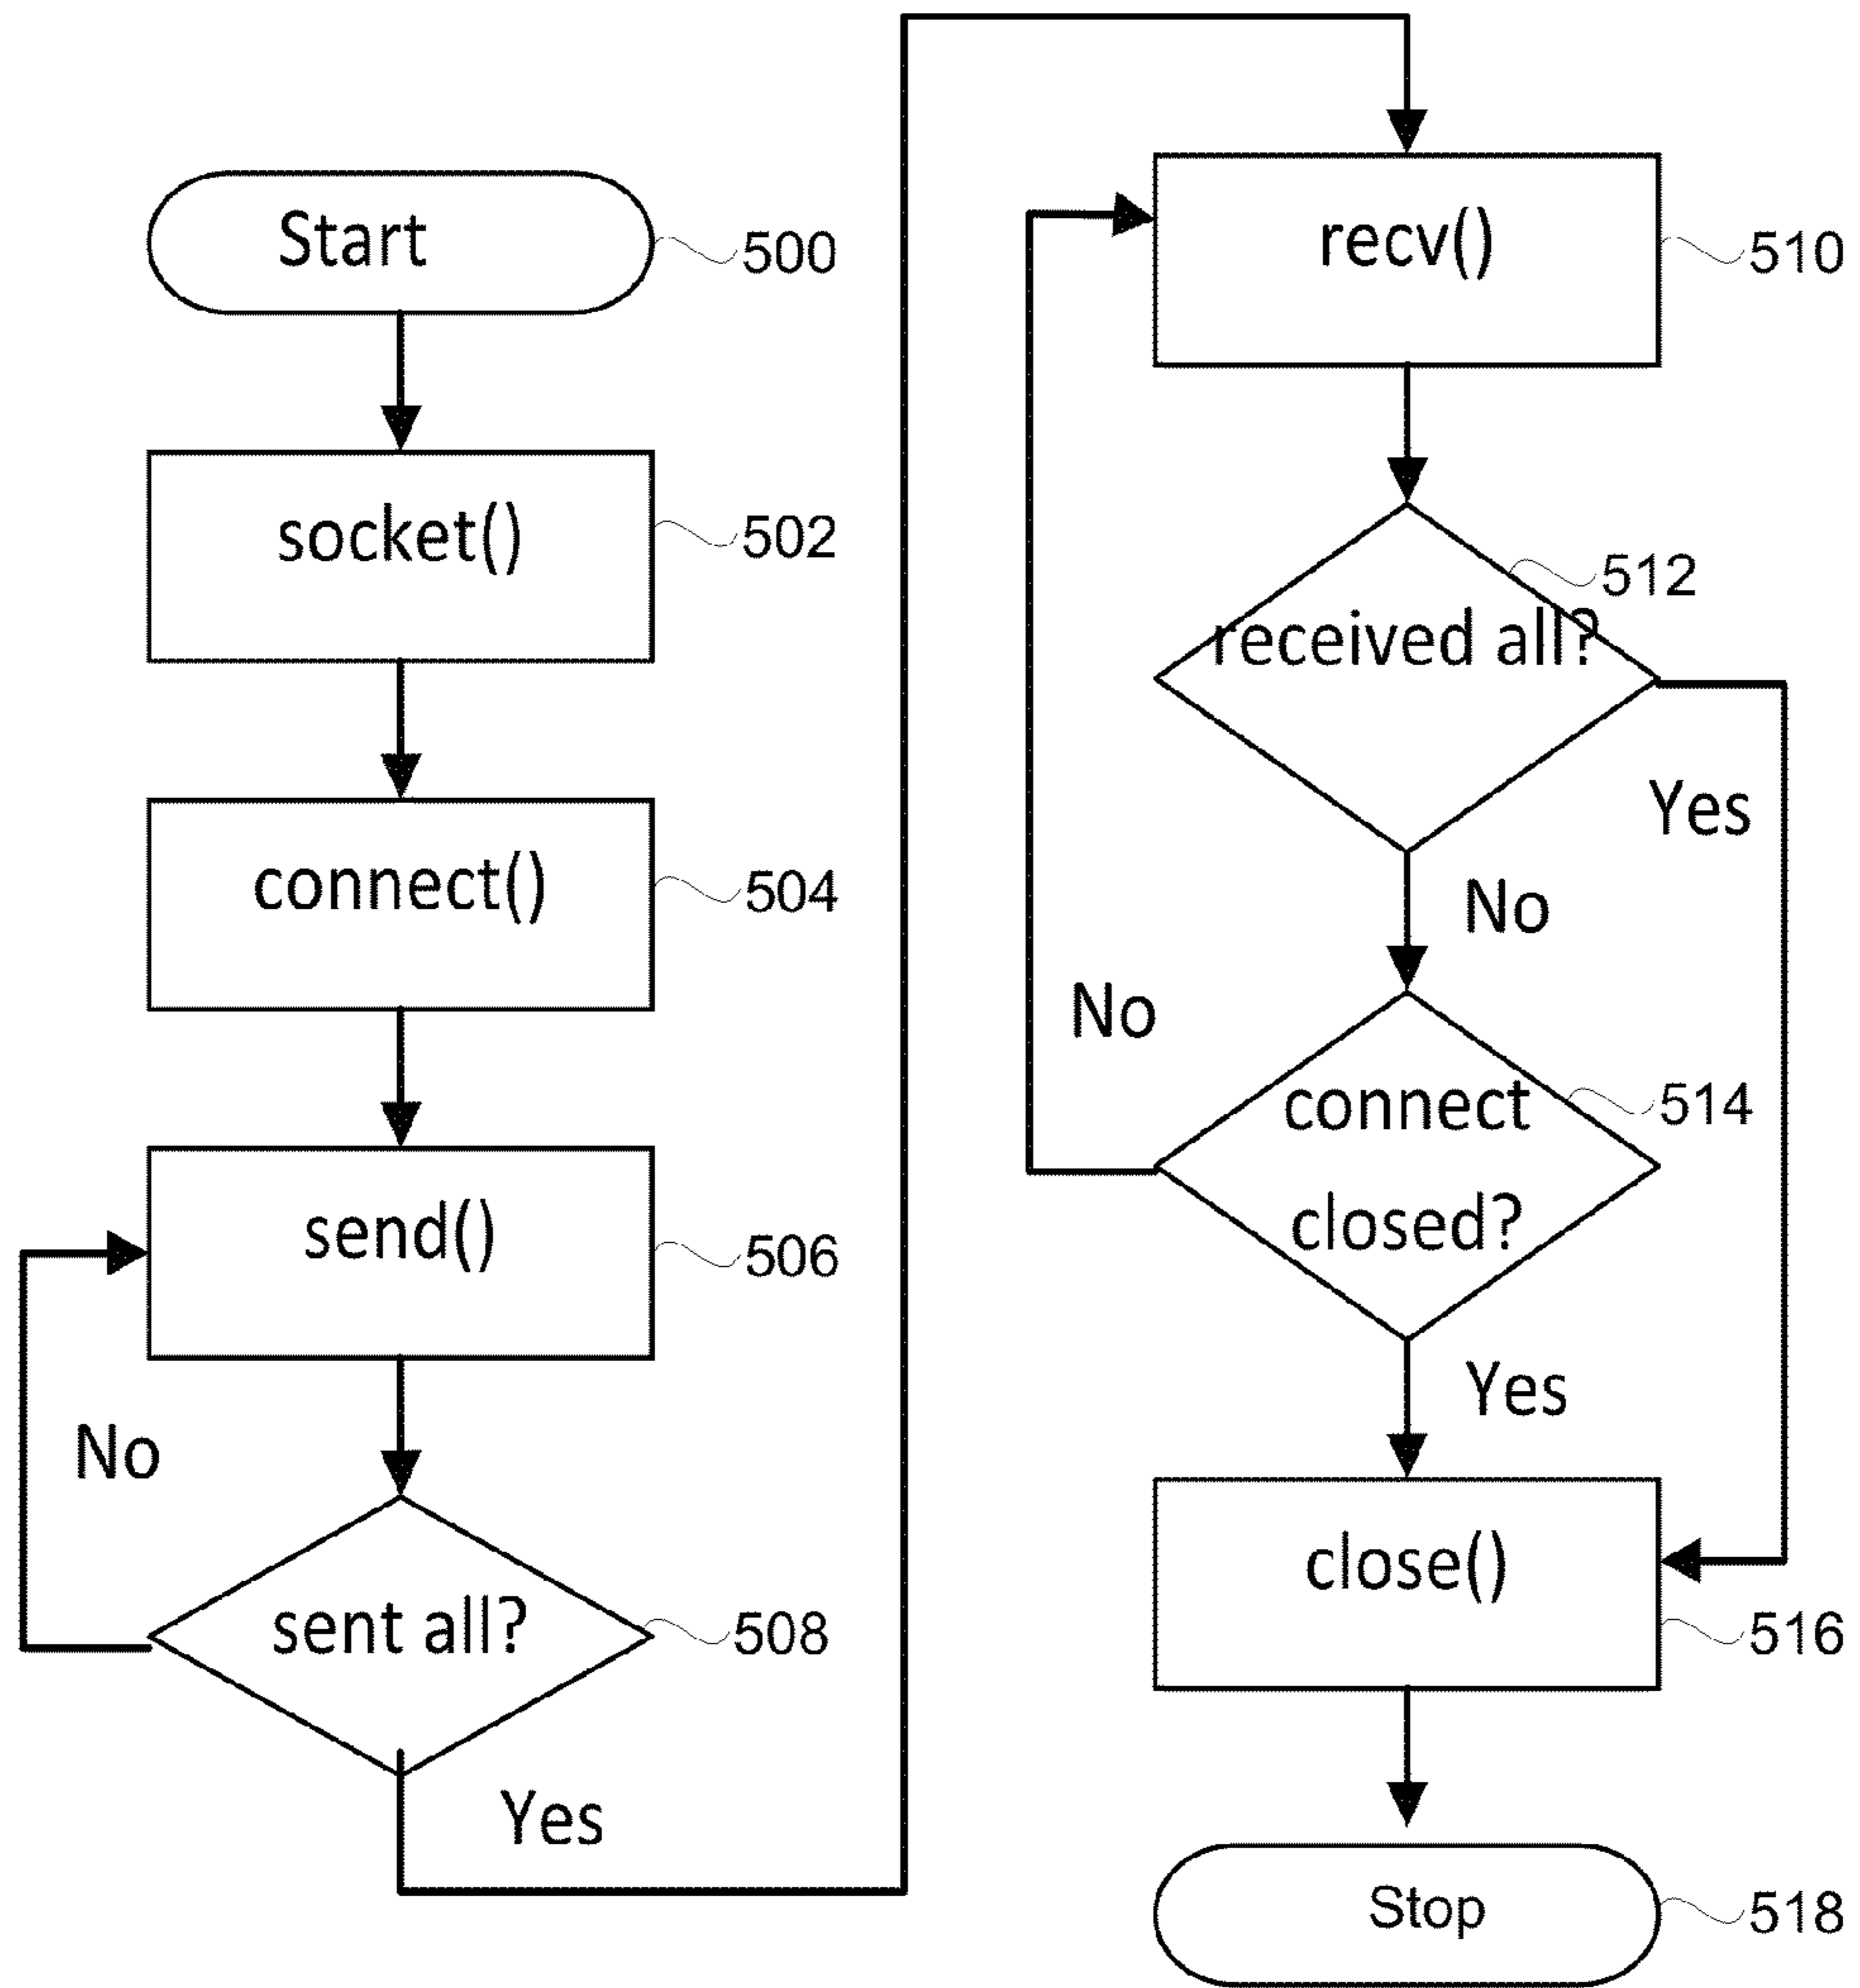 Start
500
socket()
502
connect()
504
send()
506
No
sent all?
508
Yes
recv()
510
512
received all?
Yes
No
No
connect
514
closed?
Yes
close()
516
Stop
518